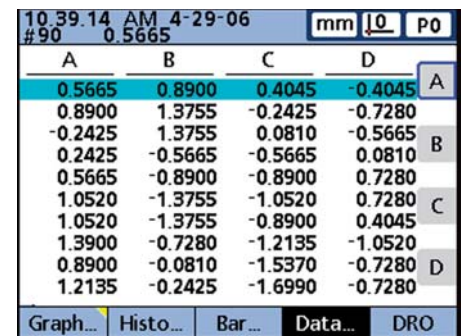 10.39.14 AM 4-29-06 mm 0 P0
#90 0.5665
A B C D
0.5665 0.8900 0.4045 -0.4045 A
0.8900 1.3755 -0.2425 -0.7280
-0.2425 1.3755 0.0810 -0.5665 B
0.2425 -0.5665 -0.5665 0.0810
0.5665 -0.8900 -0.8900 0.7280
1.0520 -1.3755 -1.0520 0.7280 C
1.0520 -1.3755 -0.8900 0.4045
1.3900 -0.7280 -1.2135 -1.0520
0.8900 -0.0810 -1.5370 -0.7280 D
1.2135 -0.2425 -1.6990 -0.7280
Graph... Histo... Bar... Data... DRO